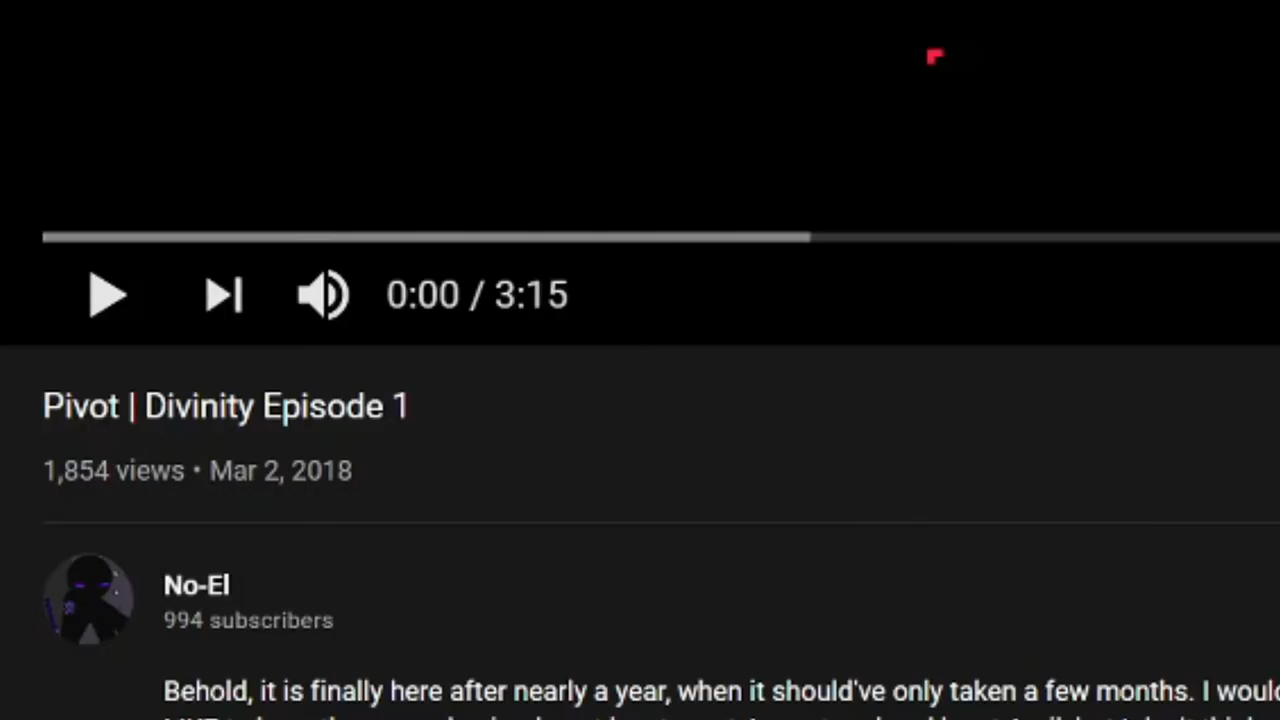 0:00 / 3:15
Pivot | Divinity Episode 1
1,854 views • Mar 2, 2018
No-El
994 subscribers
Behold, it is finally here after nearly a year, when it should've only taken a few months. I would